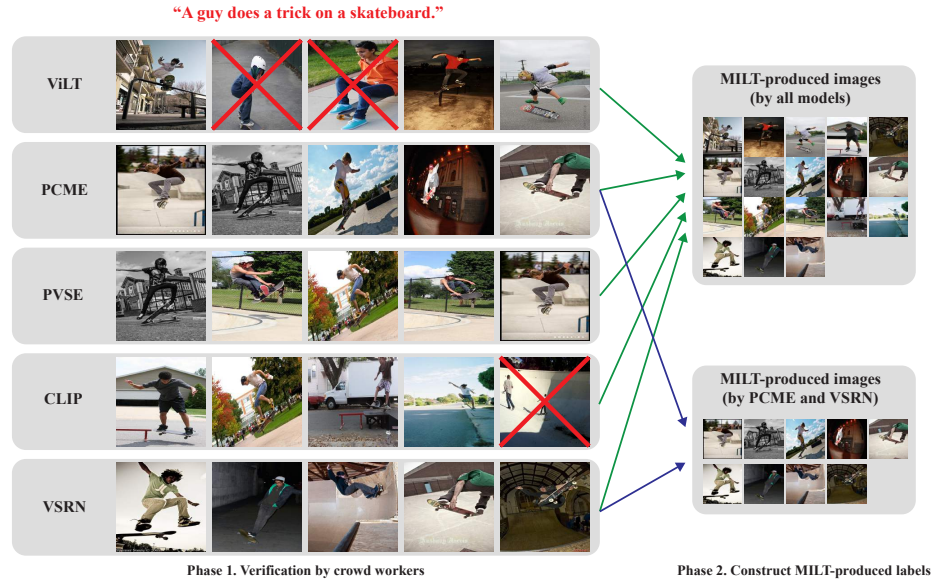 “A guy does a trick on a skateboard.”
ViLT
PCME
PVSE
CLIP
VSRN
MILT-produced images
(by all models)
MILT-produced images
(by PCME and VSRN)
Phase 1. Verification by crowd workers
Phase 2. Construct MILT-produced labels